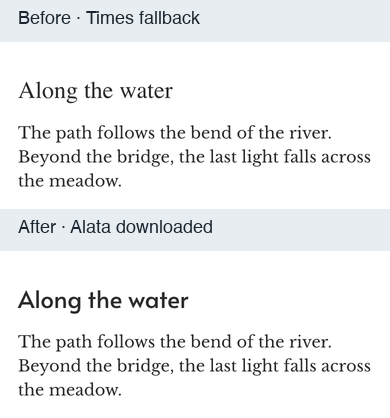 Before · Times fallback
Along the water
The path follows the bend of the river.
Beyond the bridge, the last light falls across
the meadow.
After · Alata downloaded
Along the water
The path follows the bend of the river.
Beyond the bridge, the last light falls across
the meadow.